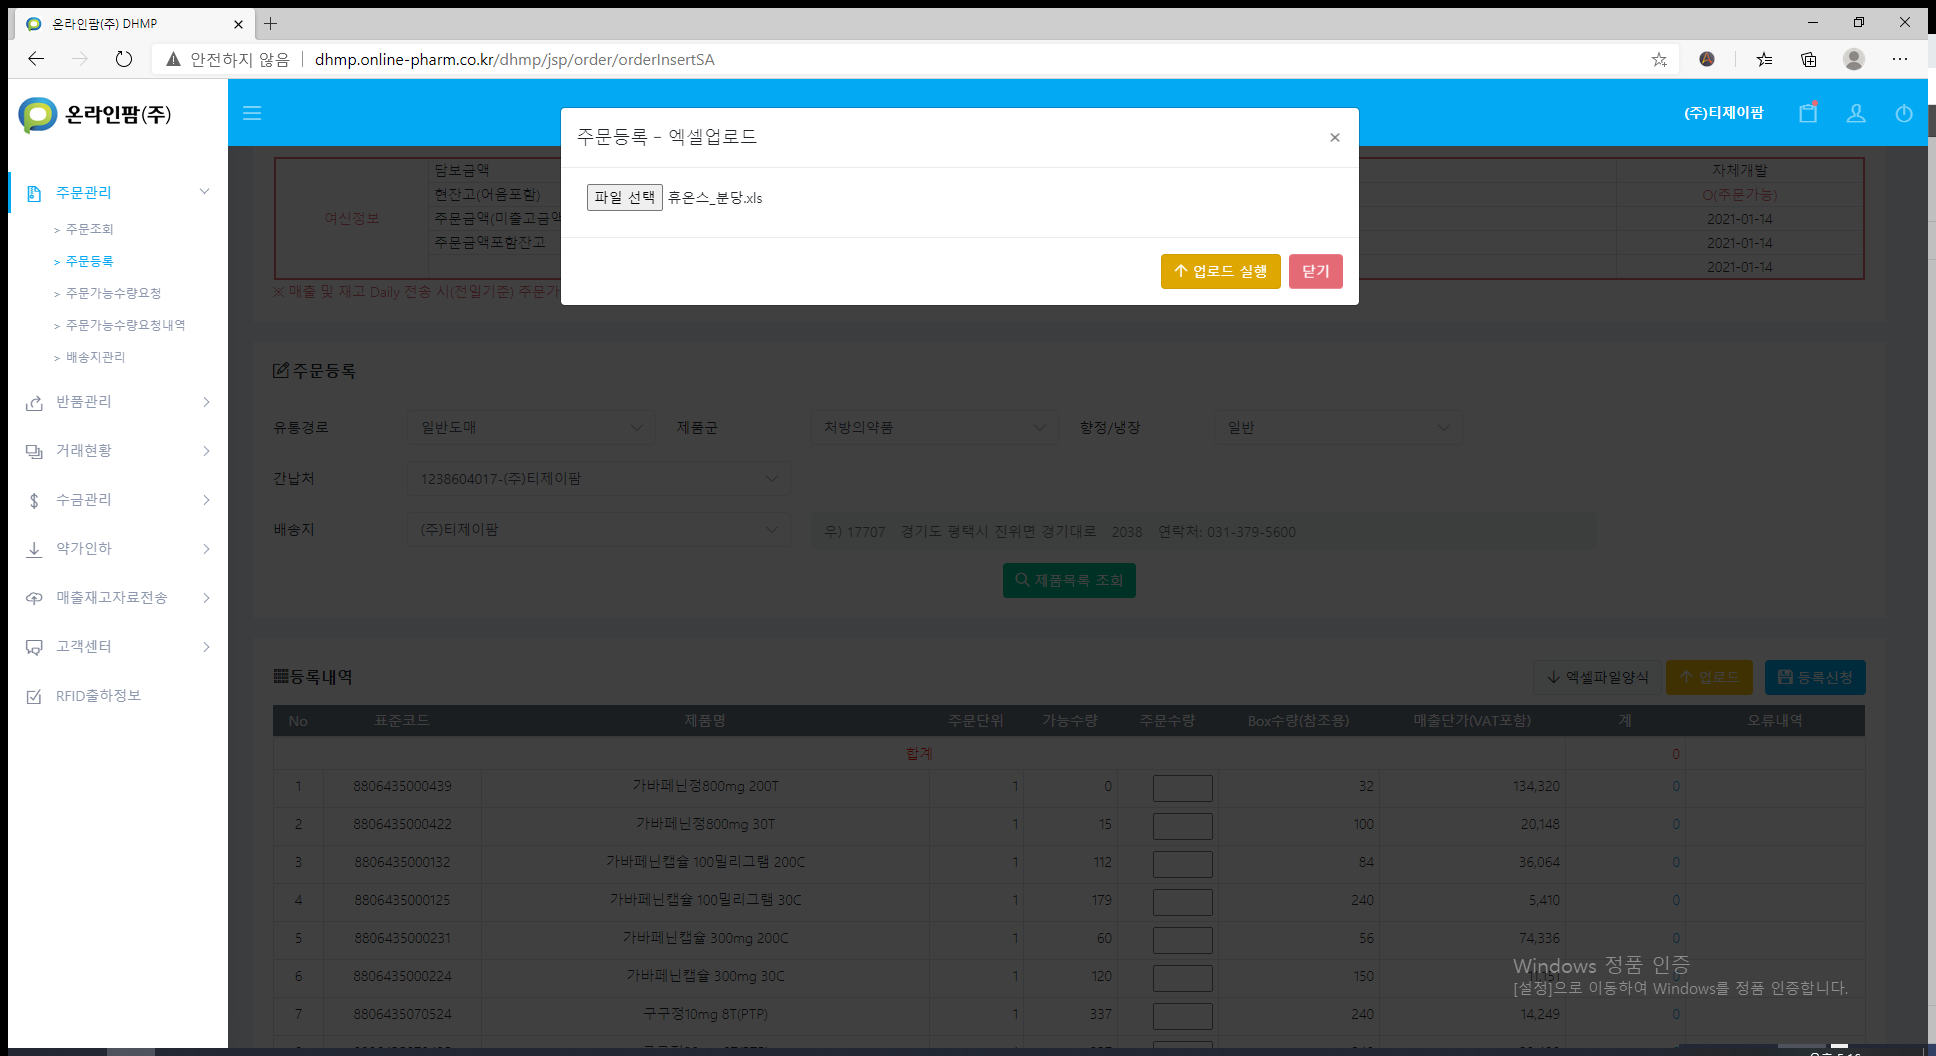 온라인팜(주) DHMP
안전하지 않음 dhmp.online-pharm.co.kr/dhmp/jsp/order/orderInsertSA
온라인팜(주)
(주)티제이팜
주문관리
> 주문조회
> 주문등록
> 주문가능수량요청
> 주문가능수량요청내역
> 배송지관리
반품관리
거래현황
수금관리
약가인하
매출재고자료전송
고객센터
RFID출하정보
주문등록 - 엑셀업로드 ×
파일 선택 휴온스_분당.xls
업로드 실행 닫기
여신정보
담보금액 자체개발
현잔고(어음포함) O(주문가능)
주문금액(미출고금액 2021-01-14
주문금액포함잔고 2021-01-14
2021-01-14
※ 매출 및 재고 Daily 전송 시(전일기준) 주문가
주문등록
유통경로 일반도매 제품군 처방의약품 향정/냉장 일반
간납처 1238604017-(주)티제이팜
배송지 (주)티제이팜 우) 17707 경기도 평택시 진위면 경기대로 2038 연락처: 031-379-5600
제품목록 조회
등록내역 엑셀파일양식 업로드 등록신청
No 표준코드 제품명 주문단위 가능수량 주문수량 Box수량(참조용) 매출단가(VAT포함) 계 오류내역
합계 0
1 8806435000439 가바페닌정800mg 200T 1 0 32 134,320 0
2 8806435000422 가바페닌정800mg 30T 1 15 100 20,148 0
3 8806435000132 가바페닌캡슐 100밀리그램 200C 1 112 84 36,064 0
4 8806435000125 가바페닌캡슐 100밀리그램 30C 1 179 240 5,410 0
5 8806435000231 가바페닌캡슐 300mg 200C 1 60 56 74,336 0
6 8806435000224 가바페닌캡슐 300mg 30C 1 120 150 11,151
7 8806435070524 구구정10mg 8T(PTP) 1 337 240 14,249 0
Windows 정품 인증
[설정]으로 이동하여 Windows를 정품 인증합니다.